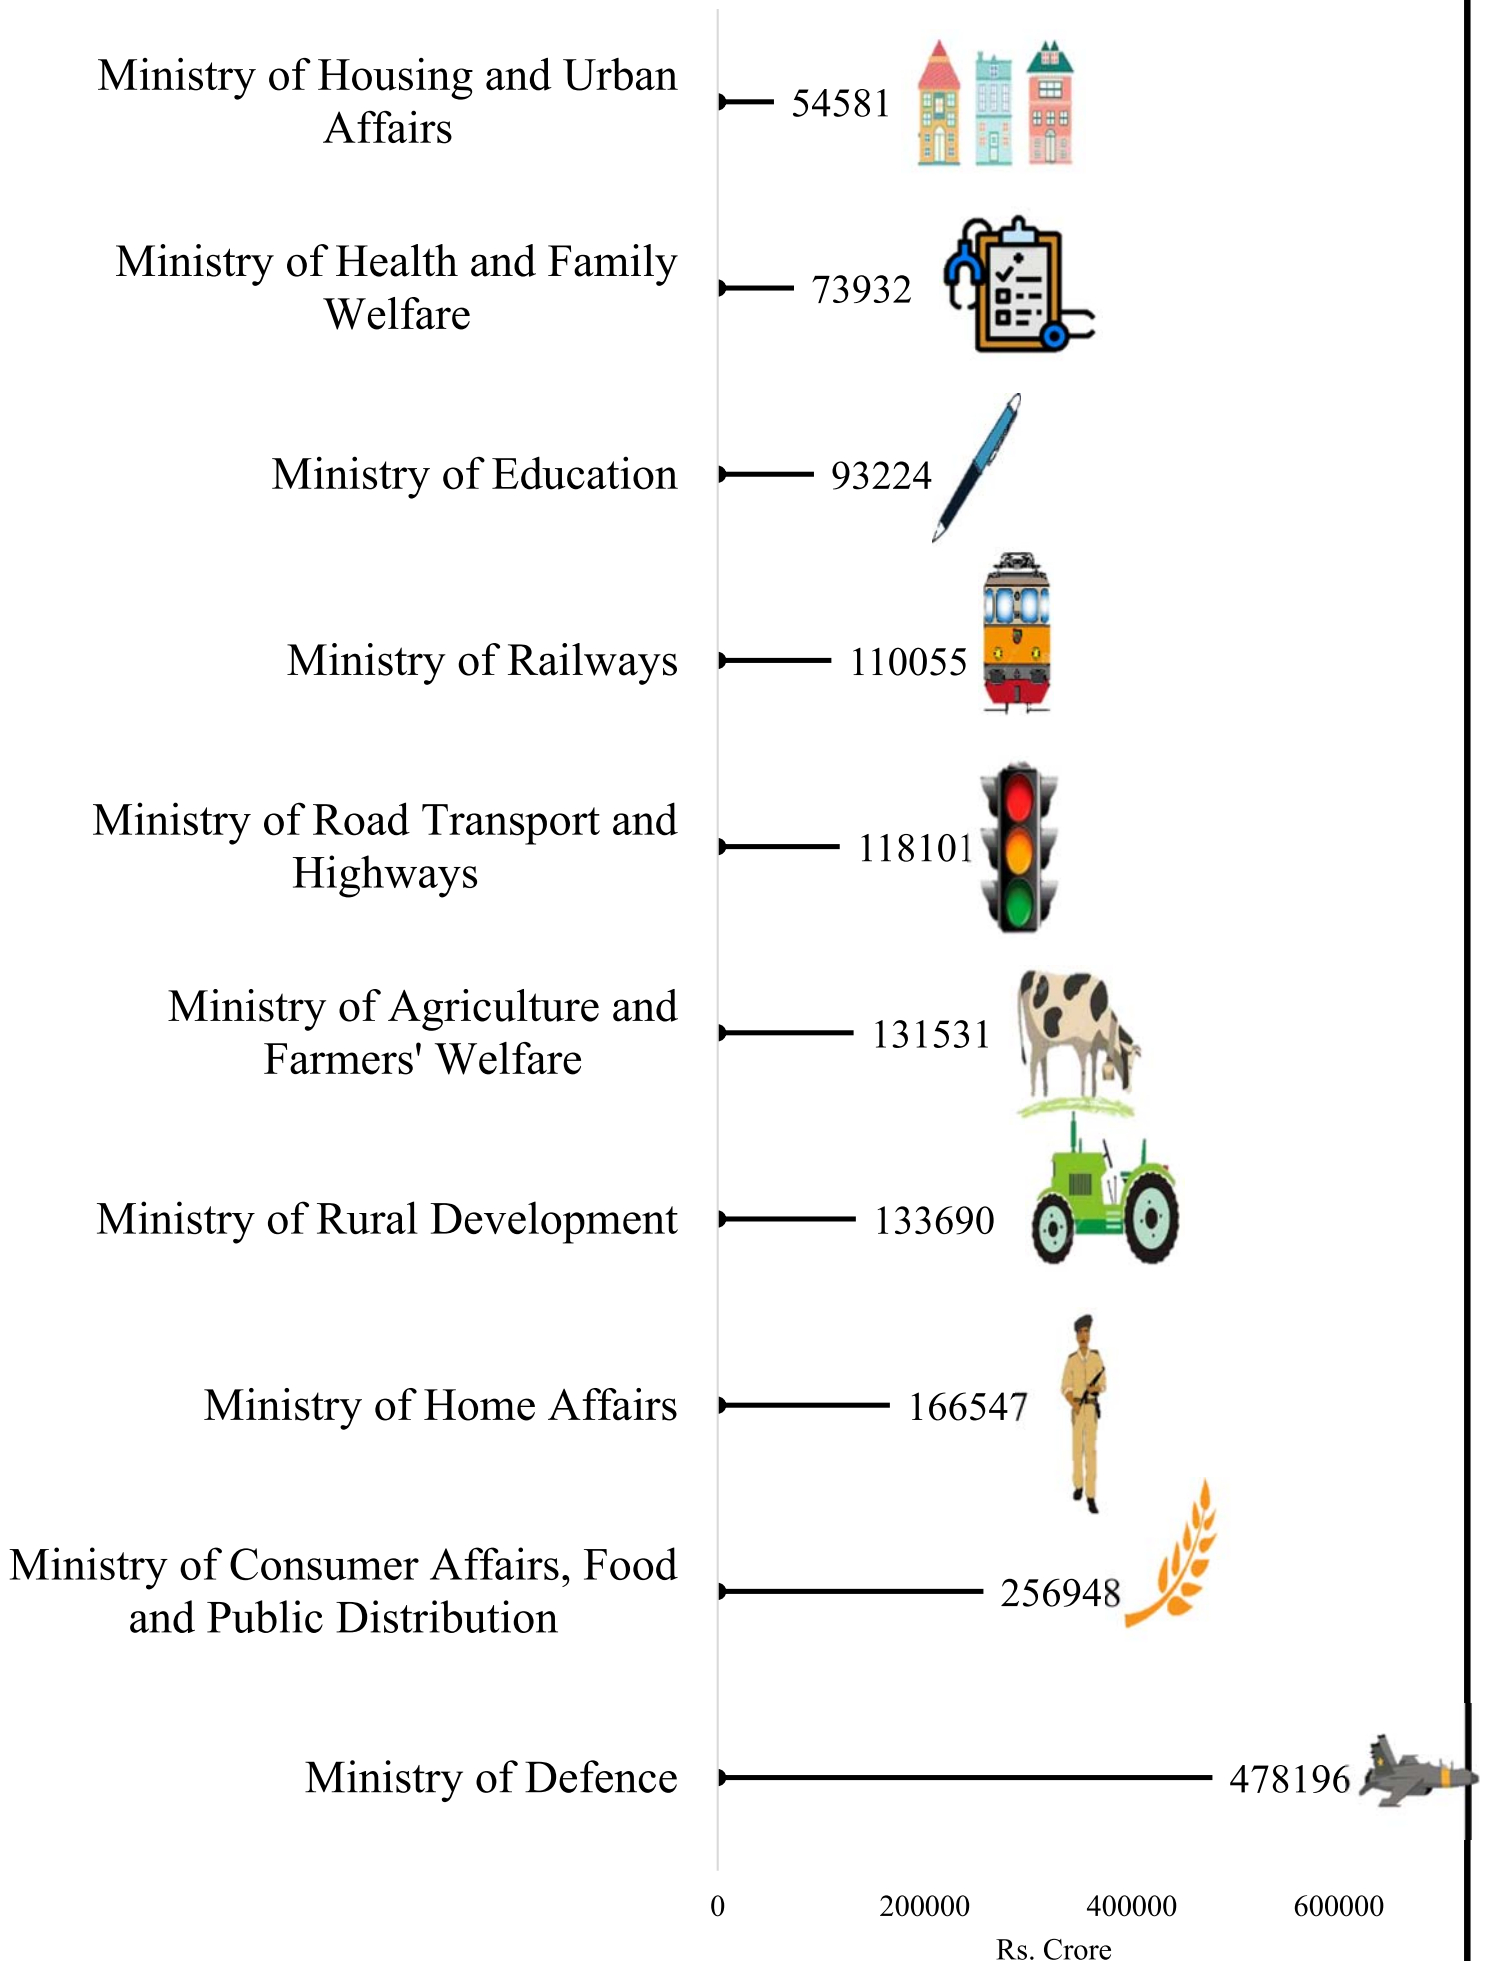 Ministry of Housing and Urban
Affairs
54581
Ministry of Health and Family
Welfare
73932
Ministry of Education
93224
Ministry of Railways
110055
Ministry of Road Transport and
Highways
118101
Ministry of Agriculture and
Farmers' Welfare
131531
Ministry of Rural Development
133690
Ministry of Home Affairs
166547
Ministry of Consumer Affairs, Food
and Public Distribution
256948
Ministry of Defence
478196
0 200000 400000 600000
Rs. Crore